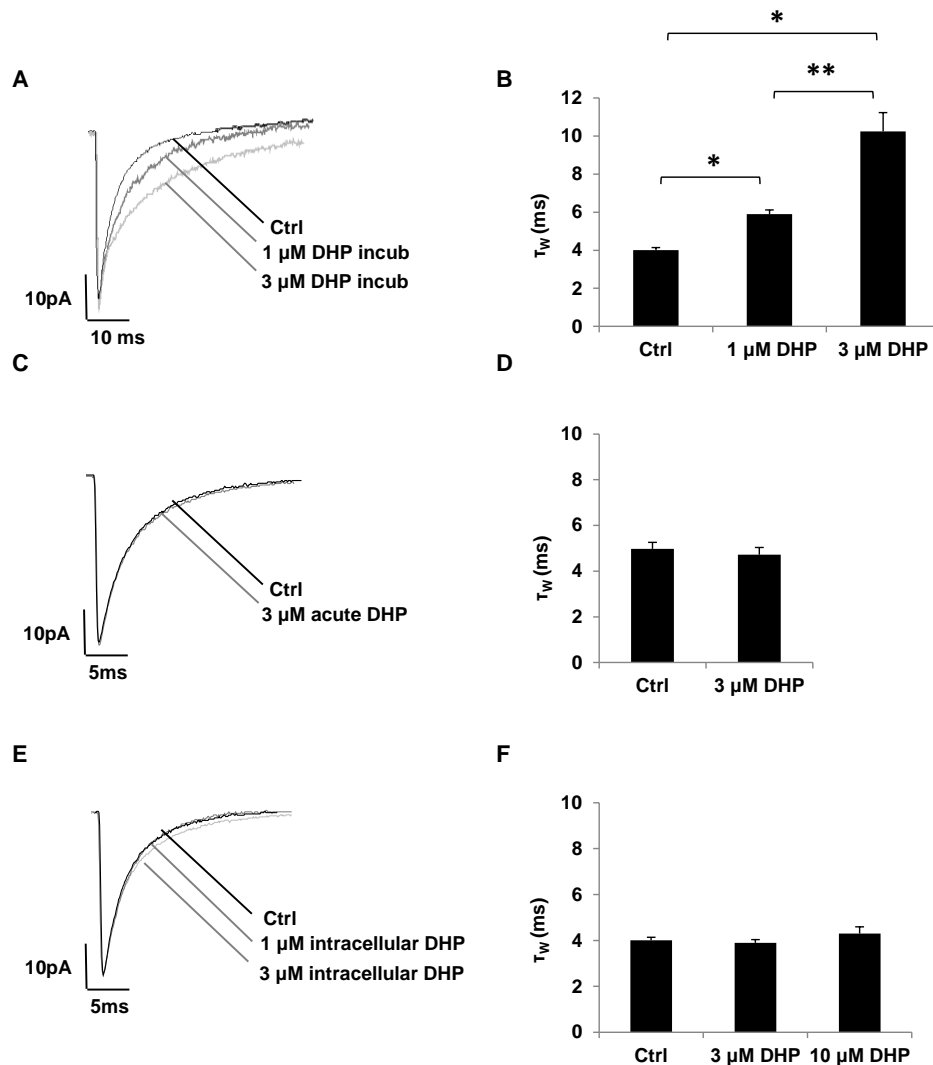 A
Ctrl
1 µM DHP incub
3 µM DHP incub
10pA
10 ms
B
*
**
*
τW (ms)
12
10
8
6
4
2
0
Ctrl
1 µM DHP
3 µM DHP
C
Ctrl
3 µM acute DHP
10pA
5ms
D
τW (ms)
10
8
6
4
2
0
Ctrl
3 µM DHP
E
Ctrl
1 µM intracellular DHP
3 µM intracellular DHP
10pA
5ms
F
τW (ms)
10
8
6
4
2
0
Ctrl
3 µM DHP
10 µM DHP